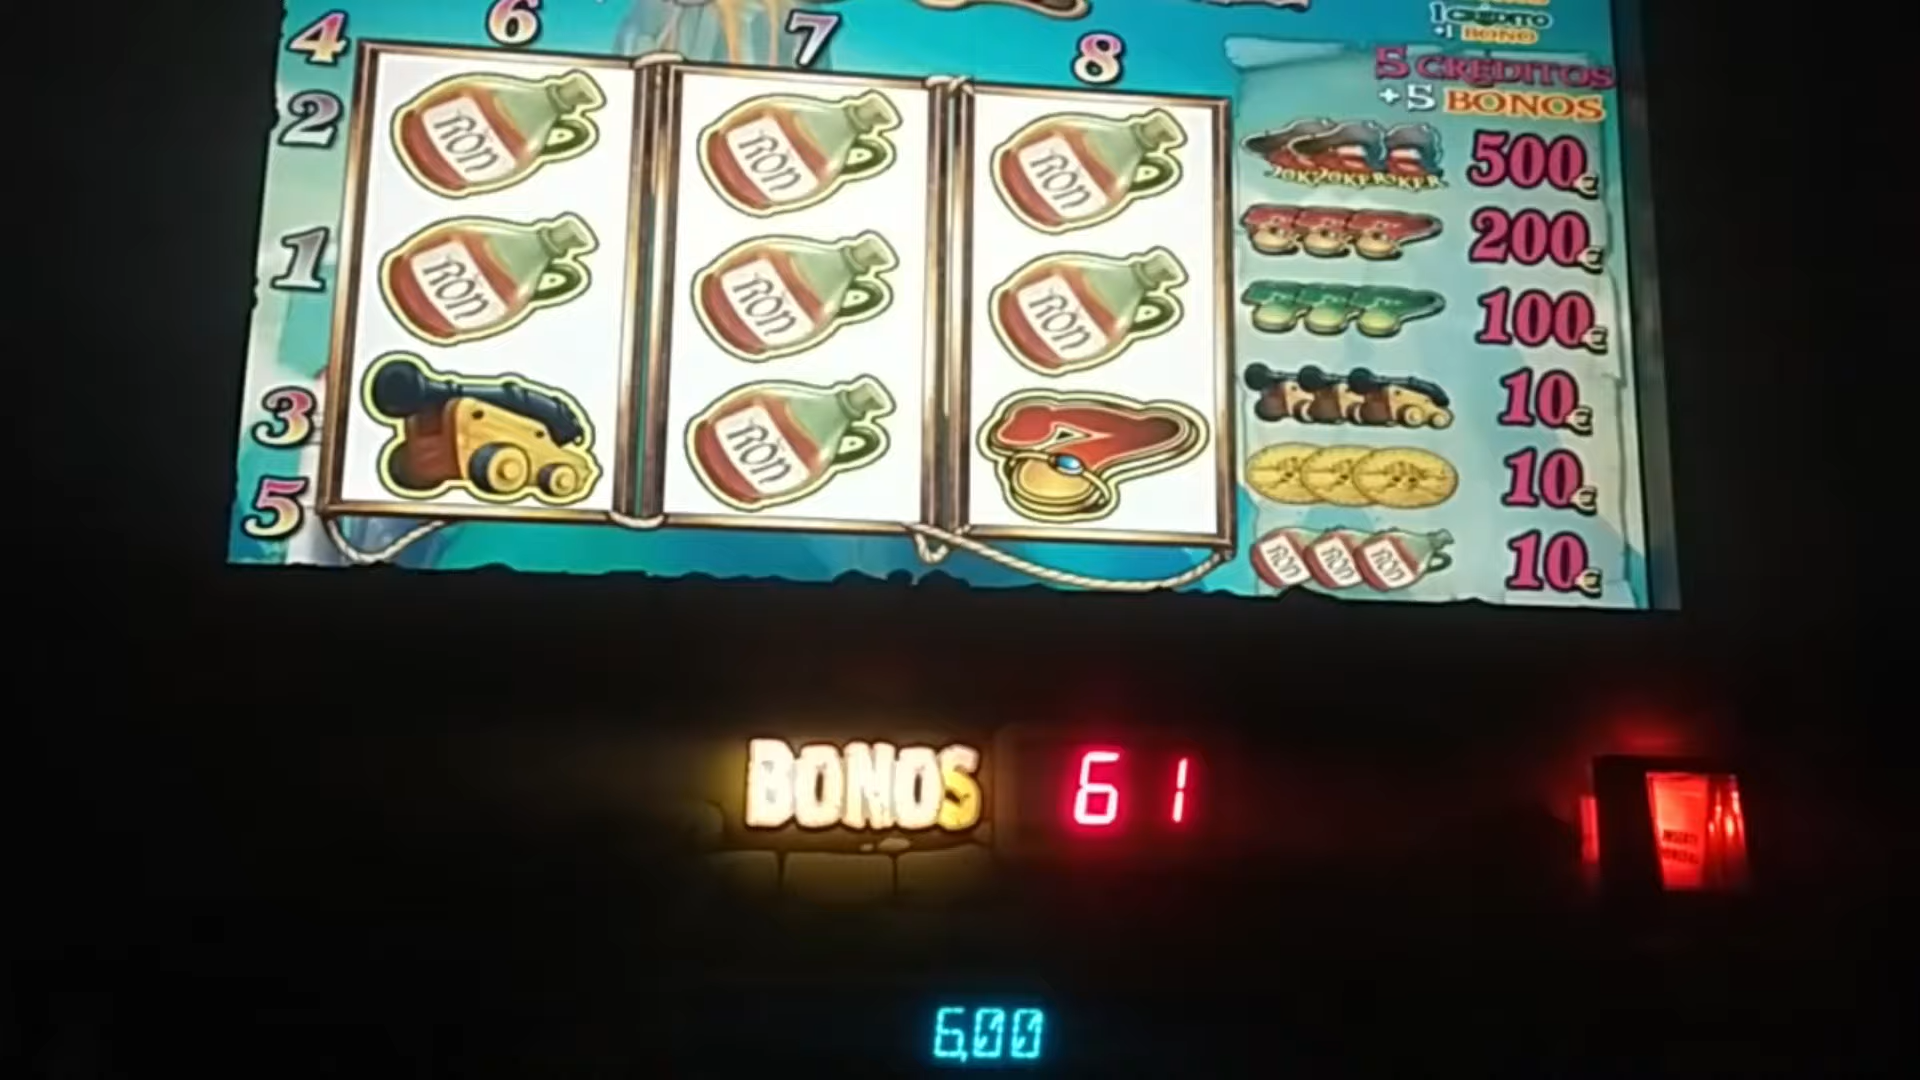 1 CREDITO
+1 BONO
5 CREDITOS
+5 BONOS
4 6 7 8
2 RON RON RON 500€
1 RON RON RON 200€
100€
3 RON 10€
10€
5 RON RON RON 10€
BONOS 61
6,00